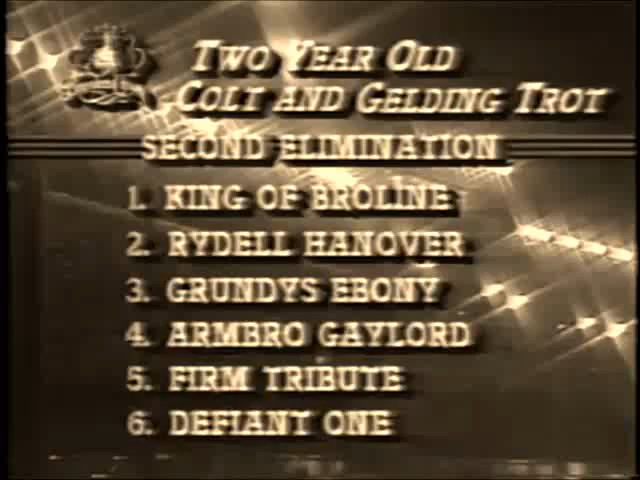 TWO YEAR OLD
COLT AND GELDING TROT
SECOND ELIMINATION
1. KING OF BROLINE
2. RYDELL HANOVER
3. GRUNDYS EBONY
4. ARMBRO GAYLORD
5. FIRM TRIBUTE
6. DEFIANT ONE